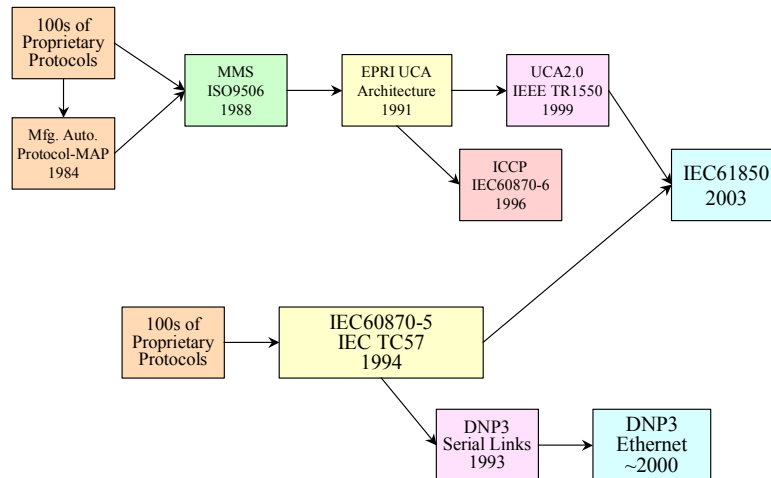 100s of
Proprietary
Protocols
MMS
ISO9506
1988
EPRI UCA
Architecture
1991
UCA2.0
IEEE TR1550
1999
Mfg. Auto.
Protocol-MAP
1984
ICCP
IEC60870-6
1996
IEC61850
2003
100s of
Proprietary
Protocols
IEC60870-5
IEC TC57
1994
DNP3
Serial Links
1993
DNP3
Ethernet
~2000